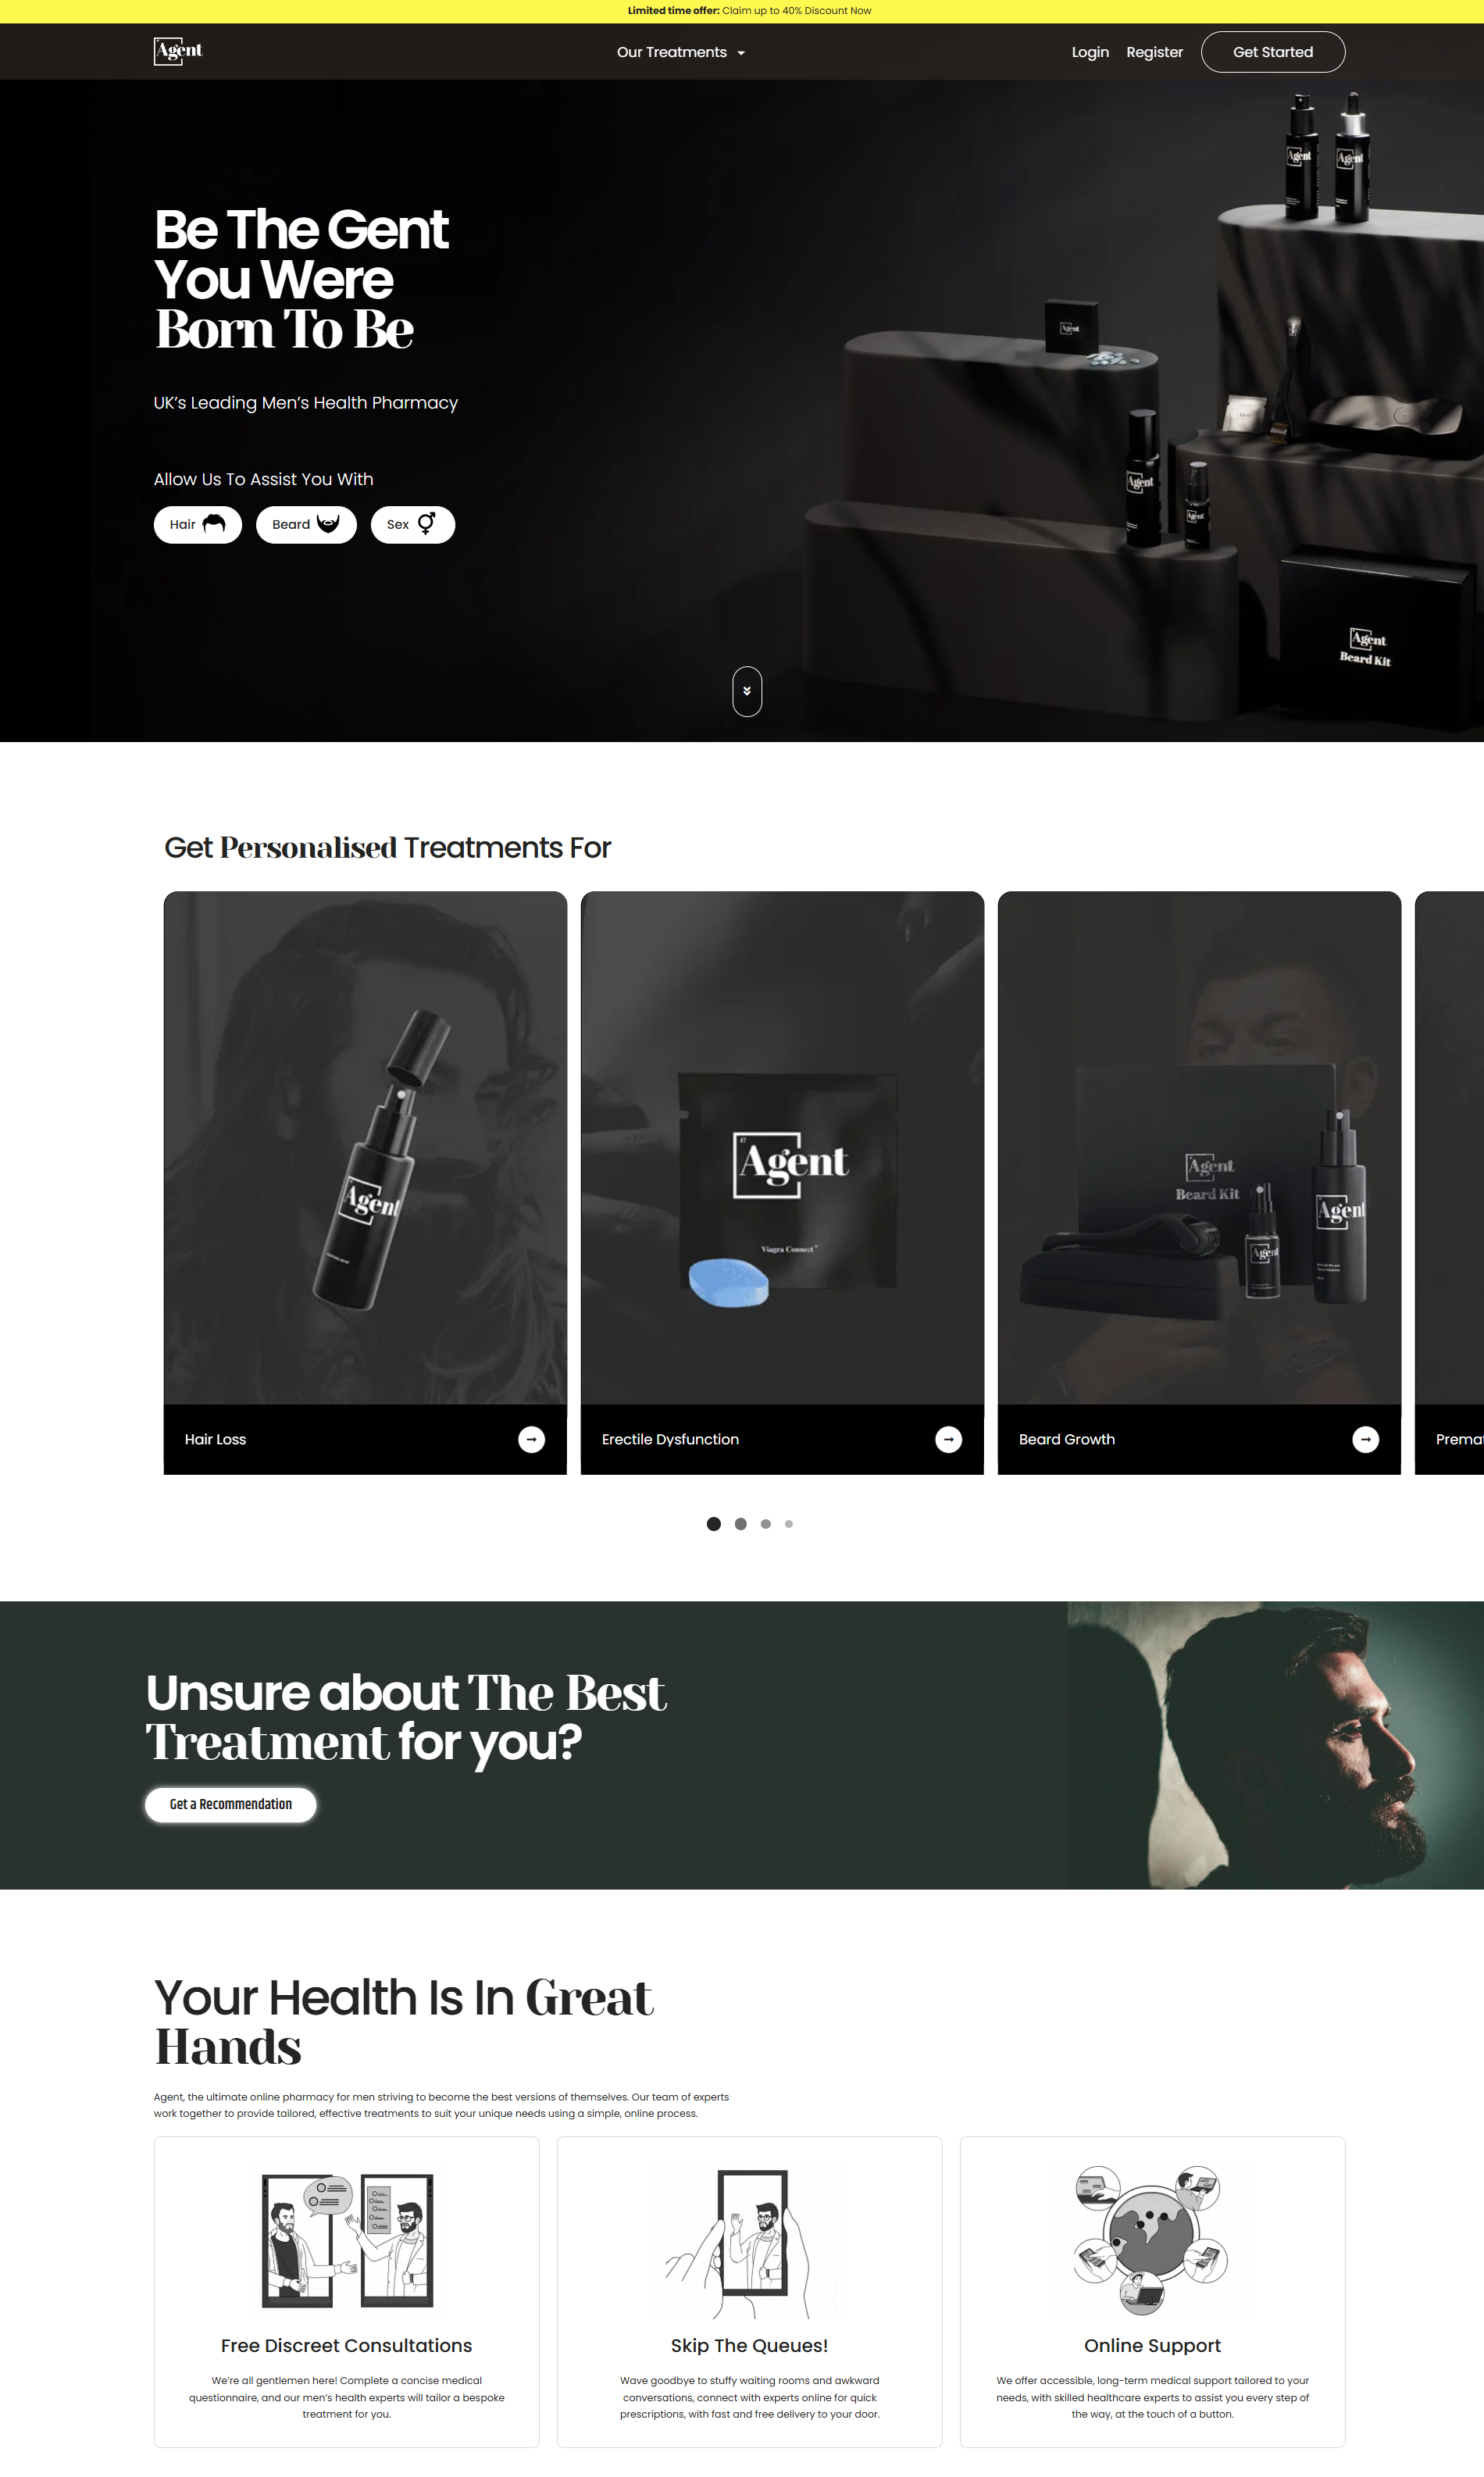 Limited time offer: Claim up to 40% Discount Now
Agent
Our Treatments
Login
Register
Get Started
Be The Gent
You Were
Born To Be
UK's Leading Men's Health Pharmacy
Allow Us To Assist You With
Hair
Beard
Sex
Agent
Agent
Agent
Agent
Agent
Agent
Beard Kit
Get Personalised Treatments For
Agent
Agent
Viagra Connect™
Agent
Beard Kit
Agent
Agent
Hair Loss
Erectile Dysfunction
Beard Growth
Prema
Unsure about The Best
Treatment for you?
Get a Recommendation
Your Health Is In Great
Hands
Agent, the ultimate online pharmacy for men striving to become the best versions of themselves. Our team of experts
work together to provide tailored, effective treatments to suit your unique needs using a simple, online process.
Free Discreet Consultations
We're all gentlemen here! Complete a concise medical
questionnaire, and our men's health experts will tailor a bespoke
treatment for you.
Skip The Queues!
Wave goodbye to stuffy waiting rooms and awkward
conversations, connect with experts online for quick
prescriptions, with fast and free delivery to your door.
Online Support
We offer accessible, long-term medical support tailored to your
needs, with skilled healthcare experts to assist you every step of
the way, at the touch of a button.